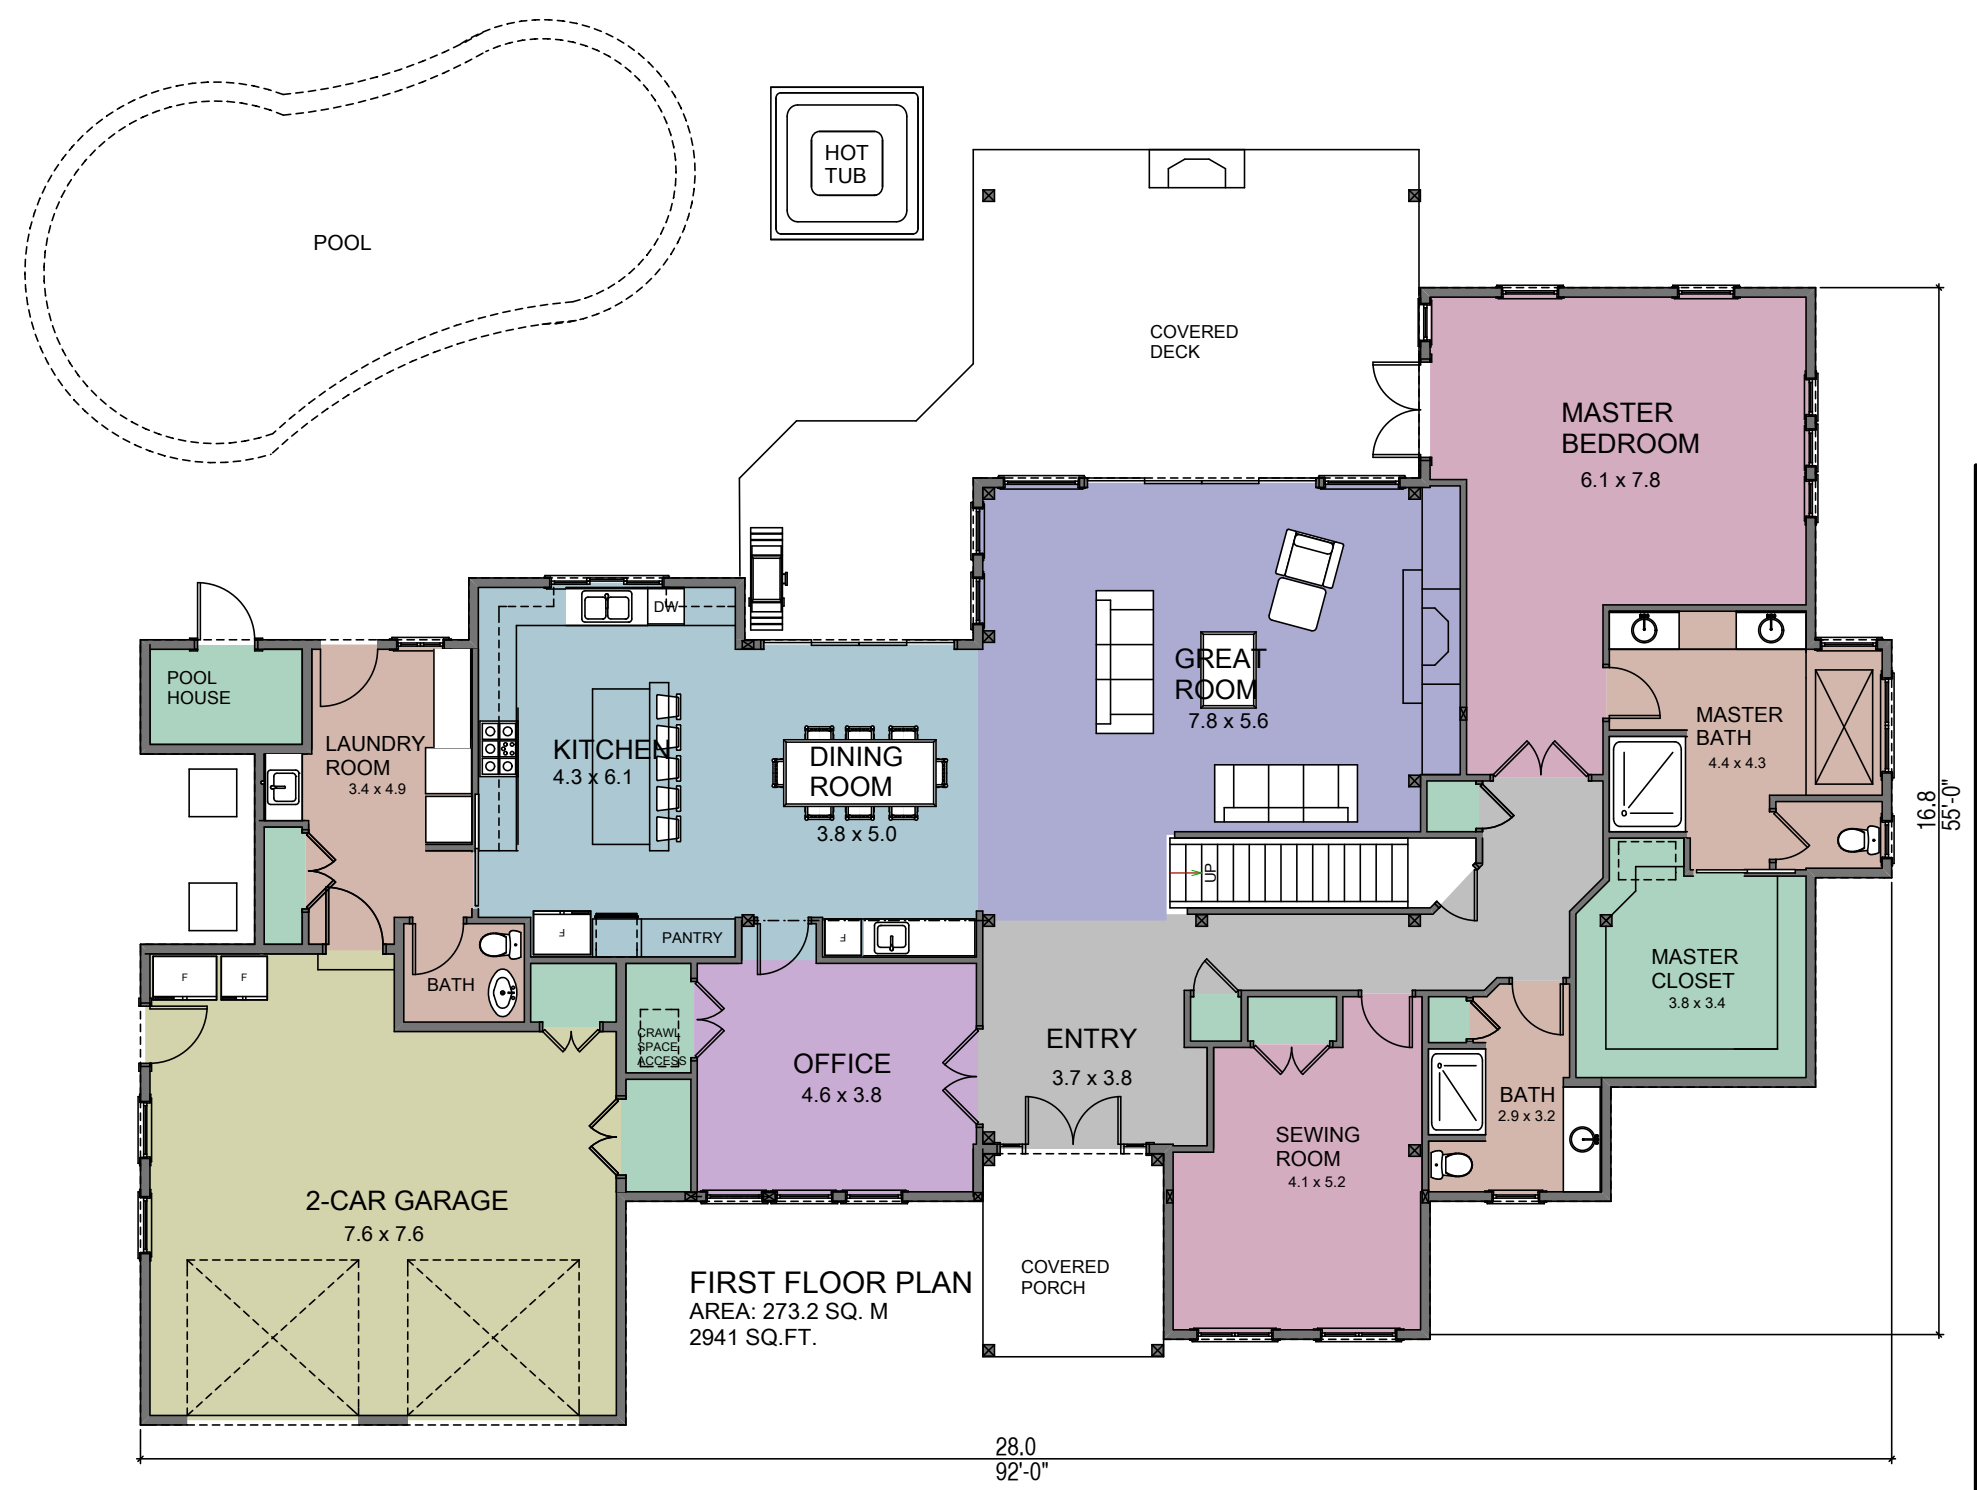 HOT
TUB
POOL
COVERED
DECK
MASTER
BEDROOM
6.1 x 7.8
DW
POOL
HOUSE
GREAT
ROOM
7.8 x 5.6
LAUNDRY
ROOM
3.4 x 4.9
KITCHEN
4.3 x 6.1
DINING
ROOM
3.8 x 5.0
MASTER
BATH
4.4 x 4.3
16.8
55'-0"
UP
F
PANTRY
F
F
F
BATH
MASTER
CLOSET
3.8 x 3.4
CRAWL
SPACE
ACCESS
OFFICE
4.6 x 3.8
ENTRY
3.7 x 3.8
BATH
2.9 x 3.2
SEWING
ROOM
4.1 x 5.2
2-CAR GARAGE
7.6 x 7.6
COVERED
PORCH
FIRST FLOOR PLAN
AREA: 273.2 SQ. M
2941 SQ.FT.
28.0
92'-0"